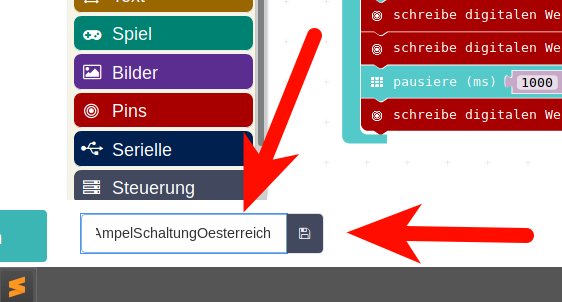 Text
Spiel
Bilder
Pins
Serielle
Steuerung
schreibe digitalen We
schreibe digitalen We
pausiere (ms) 1000
schreibe digitalen We
AmpelSchaltungOesterreich